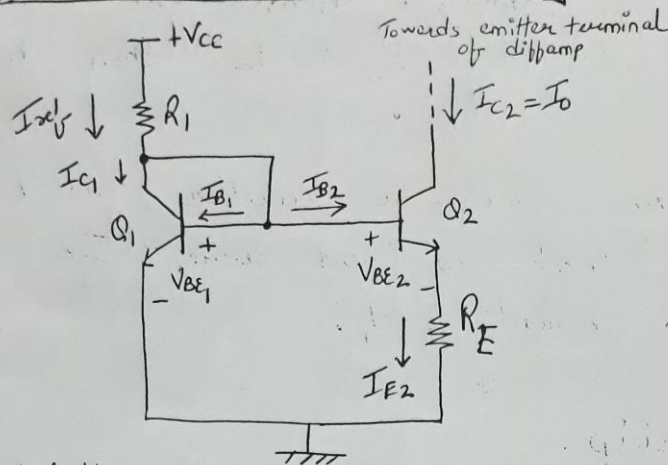 +VCC
Towards emitter terminal
of diffamp
Iref
R1
IC2 = I0
IC1
IB1
IB2
Q1
Q2
+
VBE1
-
+
VBE2
-
RE
IE2